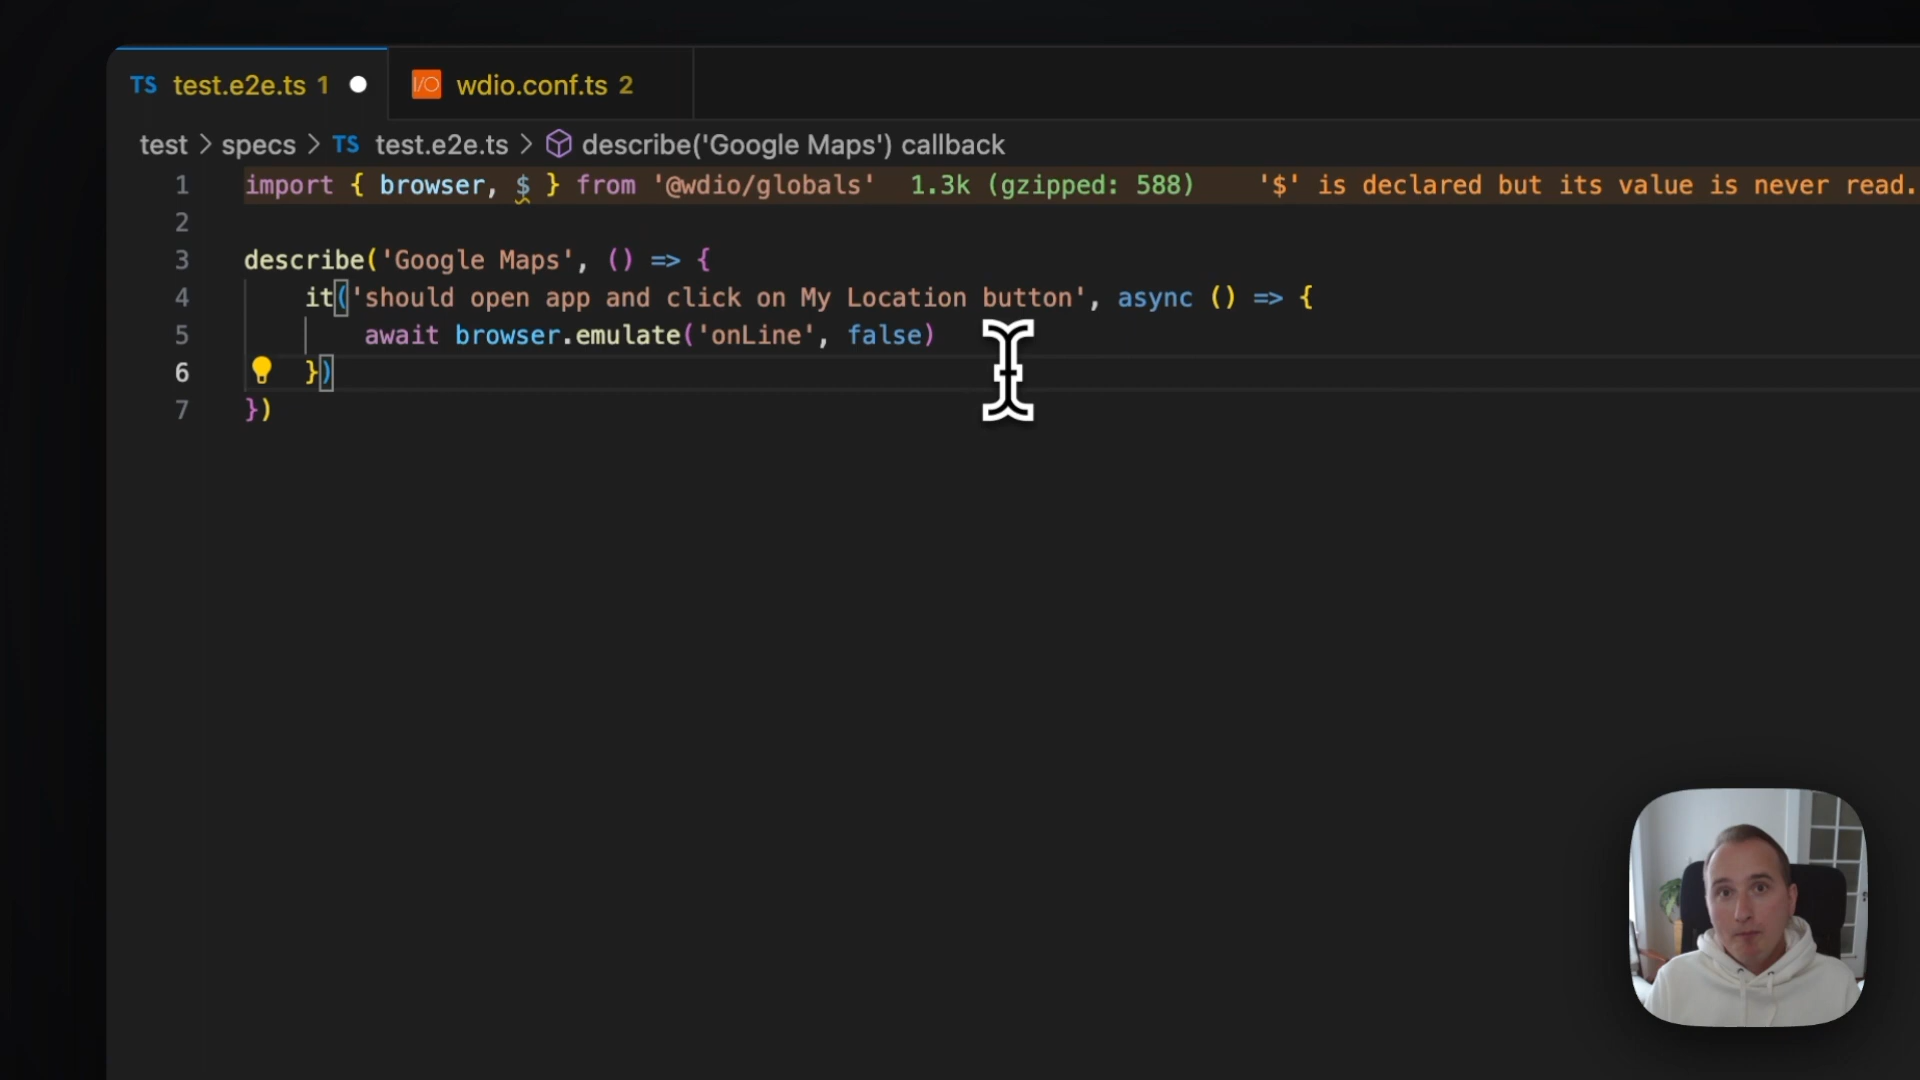 TS test.e2e.ts 1 I/O wdio.conf.ts 2
test > specs > TS test.e2e.ts > describe('Google Maps') callback
1 import { browser, $ } from '@wdio/globals' 1.3k (gzipped: 588) '$' is declared but its value is never read.
2
3 describe('Google Maps', () => {
4 it('should open app and click on My Location button', async () => {
5 await browser.emulate('onLine', false)
6 })
7 })